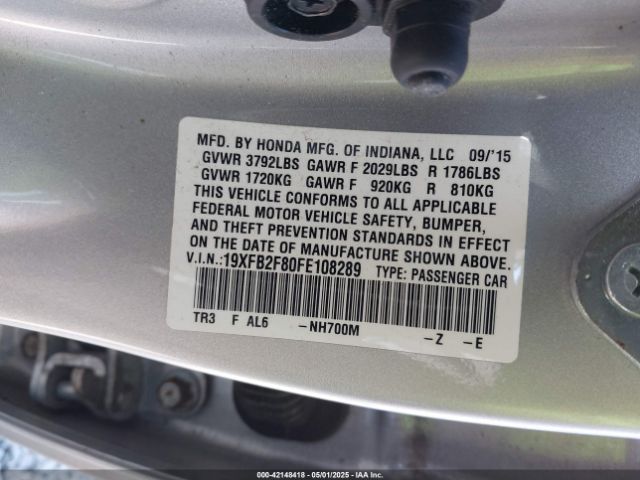 MFD. BY HONDA MFG. OF INDIANA, LLC 09/'15
GVWR 3792LBS GAWR F 2029LBS R 1786LBS
GVWR 1720KG GAWR F 920KG R 810KG
THIS VEHICLE CONFORMS TO ALL APPLICABLE
FEDERAL MOTOR VEHICLE SAFETY, BUMPER,
AND THEFT PREVENTION STANDARDS IN EFFECT
ON THE DATE OF MANUFACTURE SHOWN ABOVE.
V.I.N.:19XFB2F80FE108289 TYPE: PASSENGER CAR
TR3 F AL6 -NH700M -Z -E
000-42148418 - 05/01/2025 - IAA, Inc.